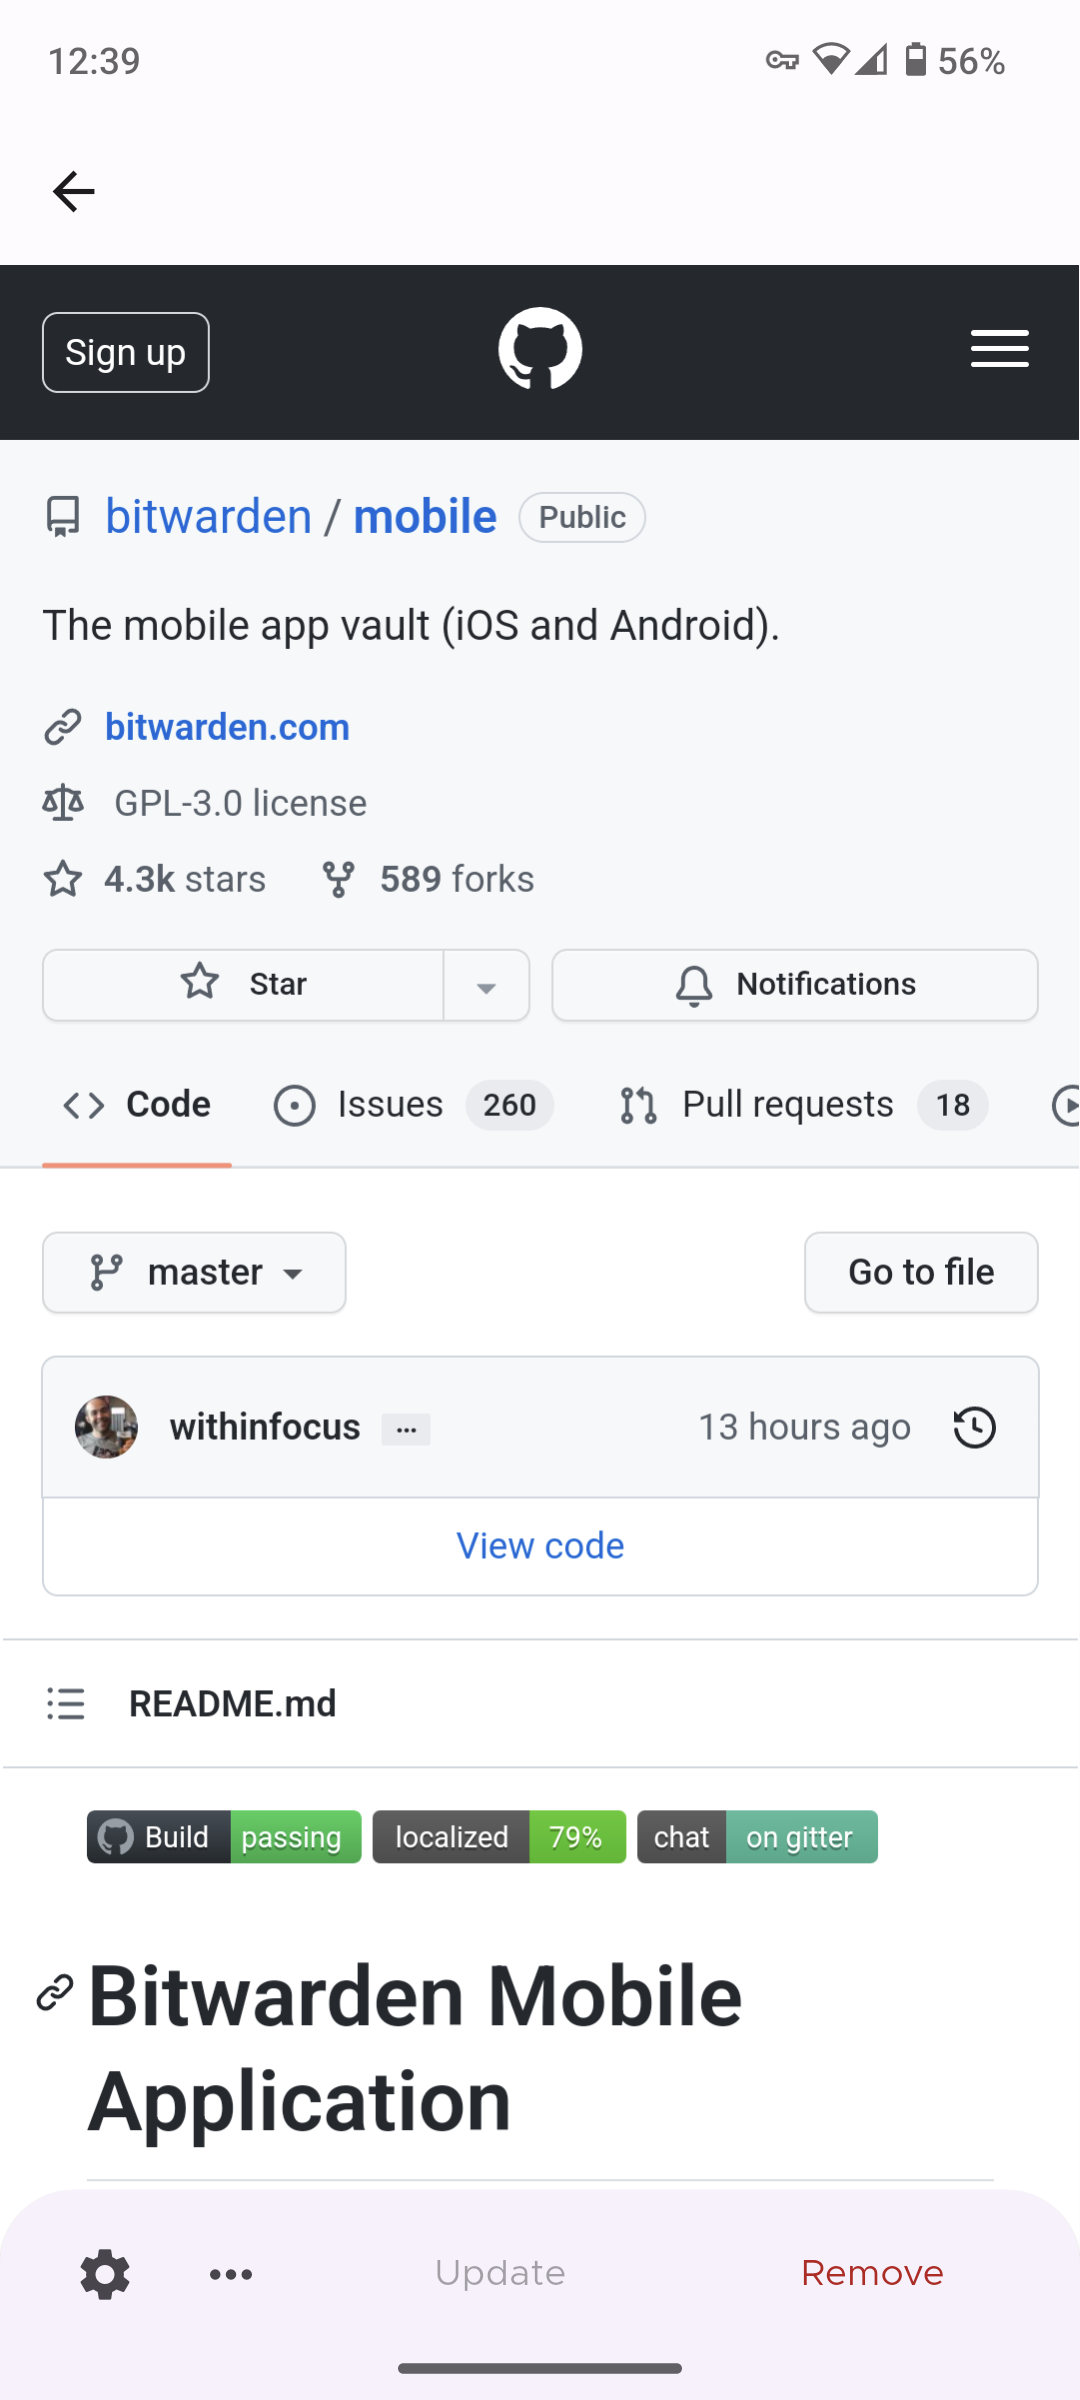 12:39 56%
Sign up
bitwarden / mobile Public
The mobile app vault (iOS and Android).
bitwarden.com
GPL-3.0 license
4.3k stars 589 forks
Star Notifications
Code Issues 260 Pull requests 18
master Go to file
withinfocus ... 13 hours ago
View code
README.md
Build passing localized 79% chat on gitter
Bitwarden Mobile
Application
Update Remove